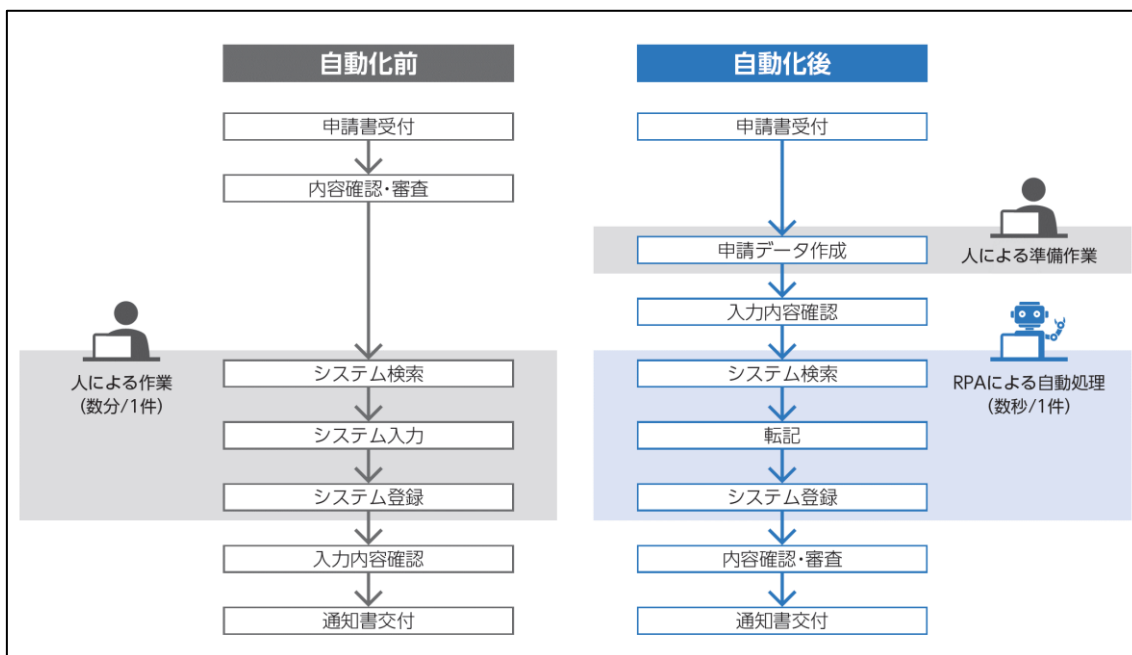 自動化前
申請書受付
内容確認・審査
人による作業
(数分/1件)
システム検索
システム入力
システム登録
入力内容確認
通知書交付
自動化後
申請書受付
申請データ作成
人による準備作業
入力内容確認
システム検索
RPAによる自動処理
(数秒/1件)
転記
システム登録
内容確認・審査
通知書交付